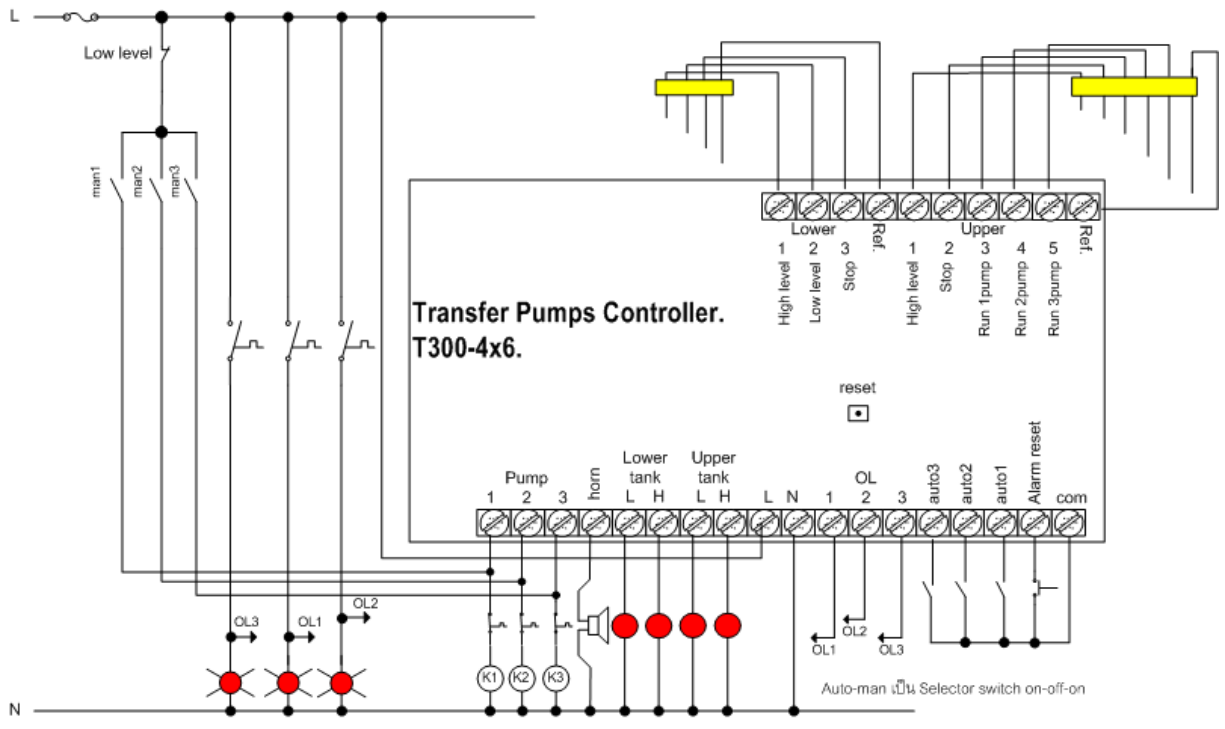 L
Low level
man1
man2
man3
Lower
Ref.
Upper
Ref.
1 2 3
1 2 3 4 5
High level
Low level
Stop
High level
Stop
Run 1pump
Run 2pump
Run 3pump
Transfer Pumps Controller.
T300-4x6.
reset
Pump
1 2 3
horn
Lower
tank
L H
Upper
tank
L H
L N
OL
1 2 3
auto3
auto2
auto1
Alarm reset
com
OL3
OL1
OL2
K1
K2
K3
OL1
OL2
OL3
Auto-man เป็น Selector switch on-off-on
N